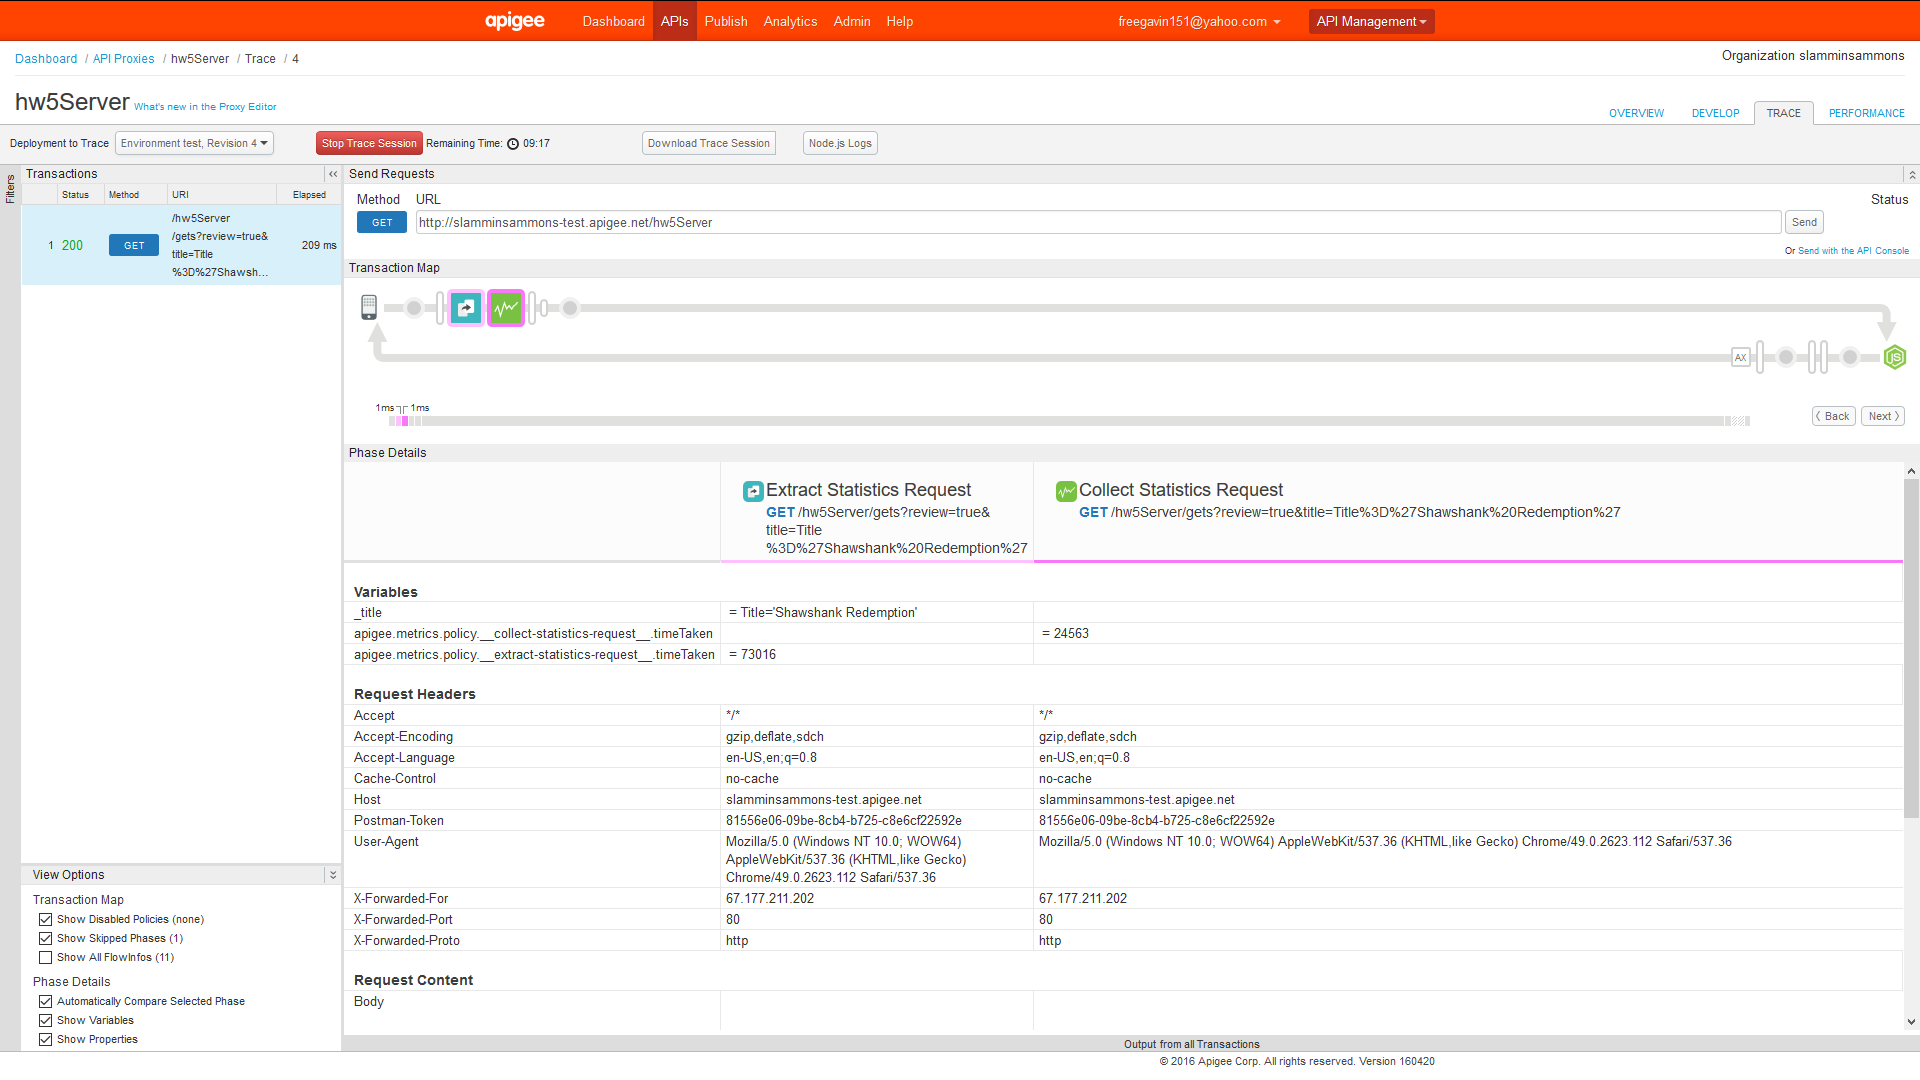 apigee Dashboard APIs Publish Analytics Admin Help freegavin151@yahoo.com API Management
Dashboard / API Proxies / hw5Server / Trace / 4
Organization slamminsammons
hw5Server What's new in the Proxy Editor
OVERVIEW DEVELOP TRACE PERFORMANCE
Deployment to Trace Environment test, Revision 4 Stop Trace Session Remaining Time: 09:17 Download Trace Session Node.js Logs
Filters
Transactions
Status Method URI Elapsed
1 200 GET /hw5Server
/gets?review=true&
title=Title
%3D%27Shawsh...
209 ms
Send Requests
Method URL Status
GET http://slamminsammons-test.apigee.net/hw5Server Send
Or Send with the API Console
Transaction Map
AX
JS
1ms 1ms
Back Next
Phase Details
Extract Statistics Request
GET /hw5Server/gets?review=true&
title=Title
%3D%27Shawshank%20Redemption%27
Collect Statistics Request
GET /hw5Server/gets?review=true&title=Title%3D%27Shawshank%20Redemption%27
Variables
_title = Title='Shawshank Redemption'
apigee.metrics.policy.__collect-statistics-request__.timeTaken = 24563
apigee.metrics.policy.__extract-statistics-request__.timeTaken = 73016
Request Headers
Accept */* */*
Accept-Encoding gzip,deflate,sdch gzip,deflate,sdch
Accept-Language en-US,en;q=0.8 en-US,en;q=0.8
Cache-Control no-cache no-cache
Host slamminsammons-test.apigee.net slamminsammons-test.apigee.net
Postman-Token 81556e06-09be-8cb4-b725-c8e6cf22592e 81556e06-09be-8cb4-b725-c8e6cf22592e
User-Agent Mozilla/5.0 (Windows NT 10.0; WOW64)
AppleWebKit/537.36 (KHTML,like Gecko)
Chrome/49.0.2623.112 Safari/537.36
Mozilla/5.0 (Windows NT 10.0; WOW64) AppleWebKit/537.36 (KHTML,like Gecko) Chrome/49.0.2623.112 Safari/537.36
X-Forwarded-For 67.177.211.202 67.177.211.202
X-Forwarded-Port 80 80
X-Forwarded-Proto http http
Request Content
Body
View Options
Transaction Map
Show Disabled Policies (none)
Show Skipped Phases (1)
Show All FlowInfos (11)
Phase Details
Automatically Compare Selected Phase
Show Variables
Show Properties
Output from all Transactions
© 2016 Apigee Corp. All rights reserved. Version 160420